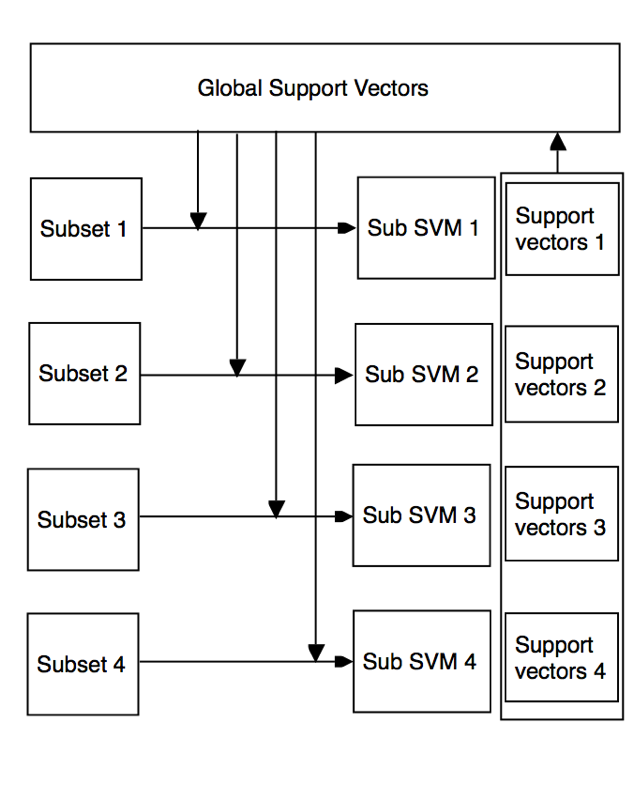 Global Support Vectors
Subset 1
Sub SVM 1
Support
vectors 1
Subset 2
Sub SVM 2
Support
vectors 2
Subset 3
Sub SVM 3
Support
vectors 3
Subset 4
Sub SVM 4
Support
vectors 4